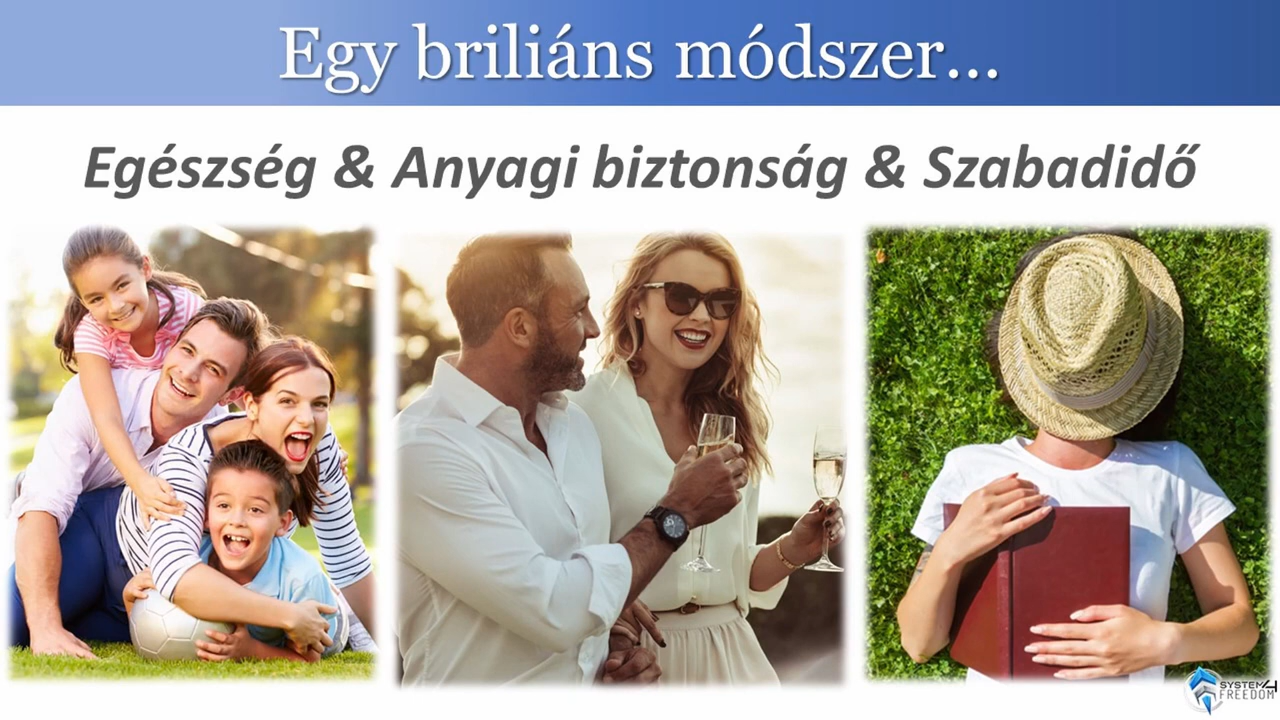 Egy briliáns módszer...
Egészség & Anyagi biztonság & Szabadidő
SYSTEM4
FREEDOM